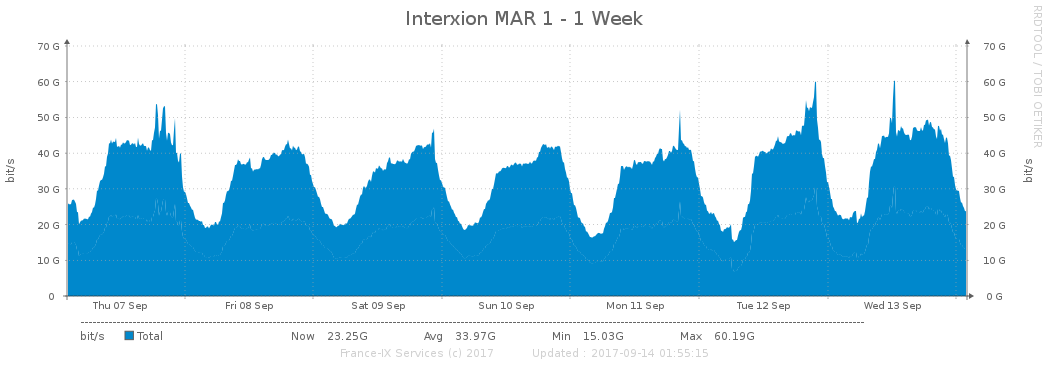 Interxion MAR 1 - 1 Week
RRDTOOL / TOBI OETIKER
70 G 70 G
60 G 60 G
50 G 50 G
40 G 40 G
30 G 30 G
20 G 20 G
10 G 10 G
0 0 G
bit/s bit/s
Thu 07 Sep Fri 08 Sep Sat 09 Sep Sun 10 Sep Mon 11 Sep Tue 12 Sep Wed 13 Sep
bit/s Total Now 23.25G Avg 33.97G Min 15.03G Max 60.19G
France-IX Services (c) 2017 Updated : 2017-09-14 01:55:15